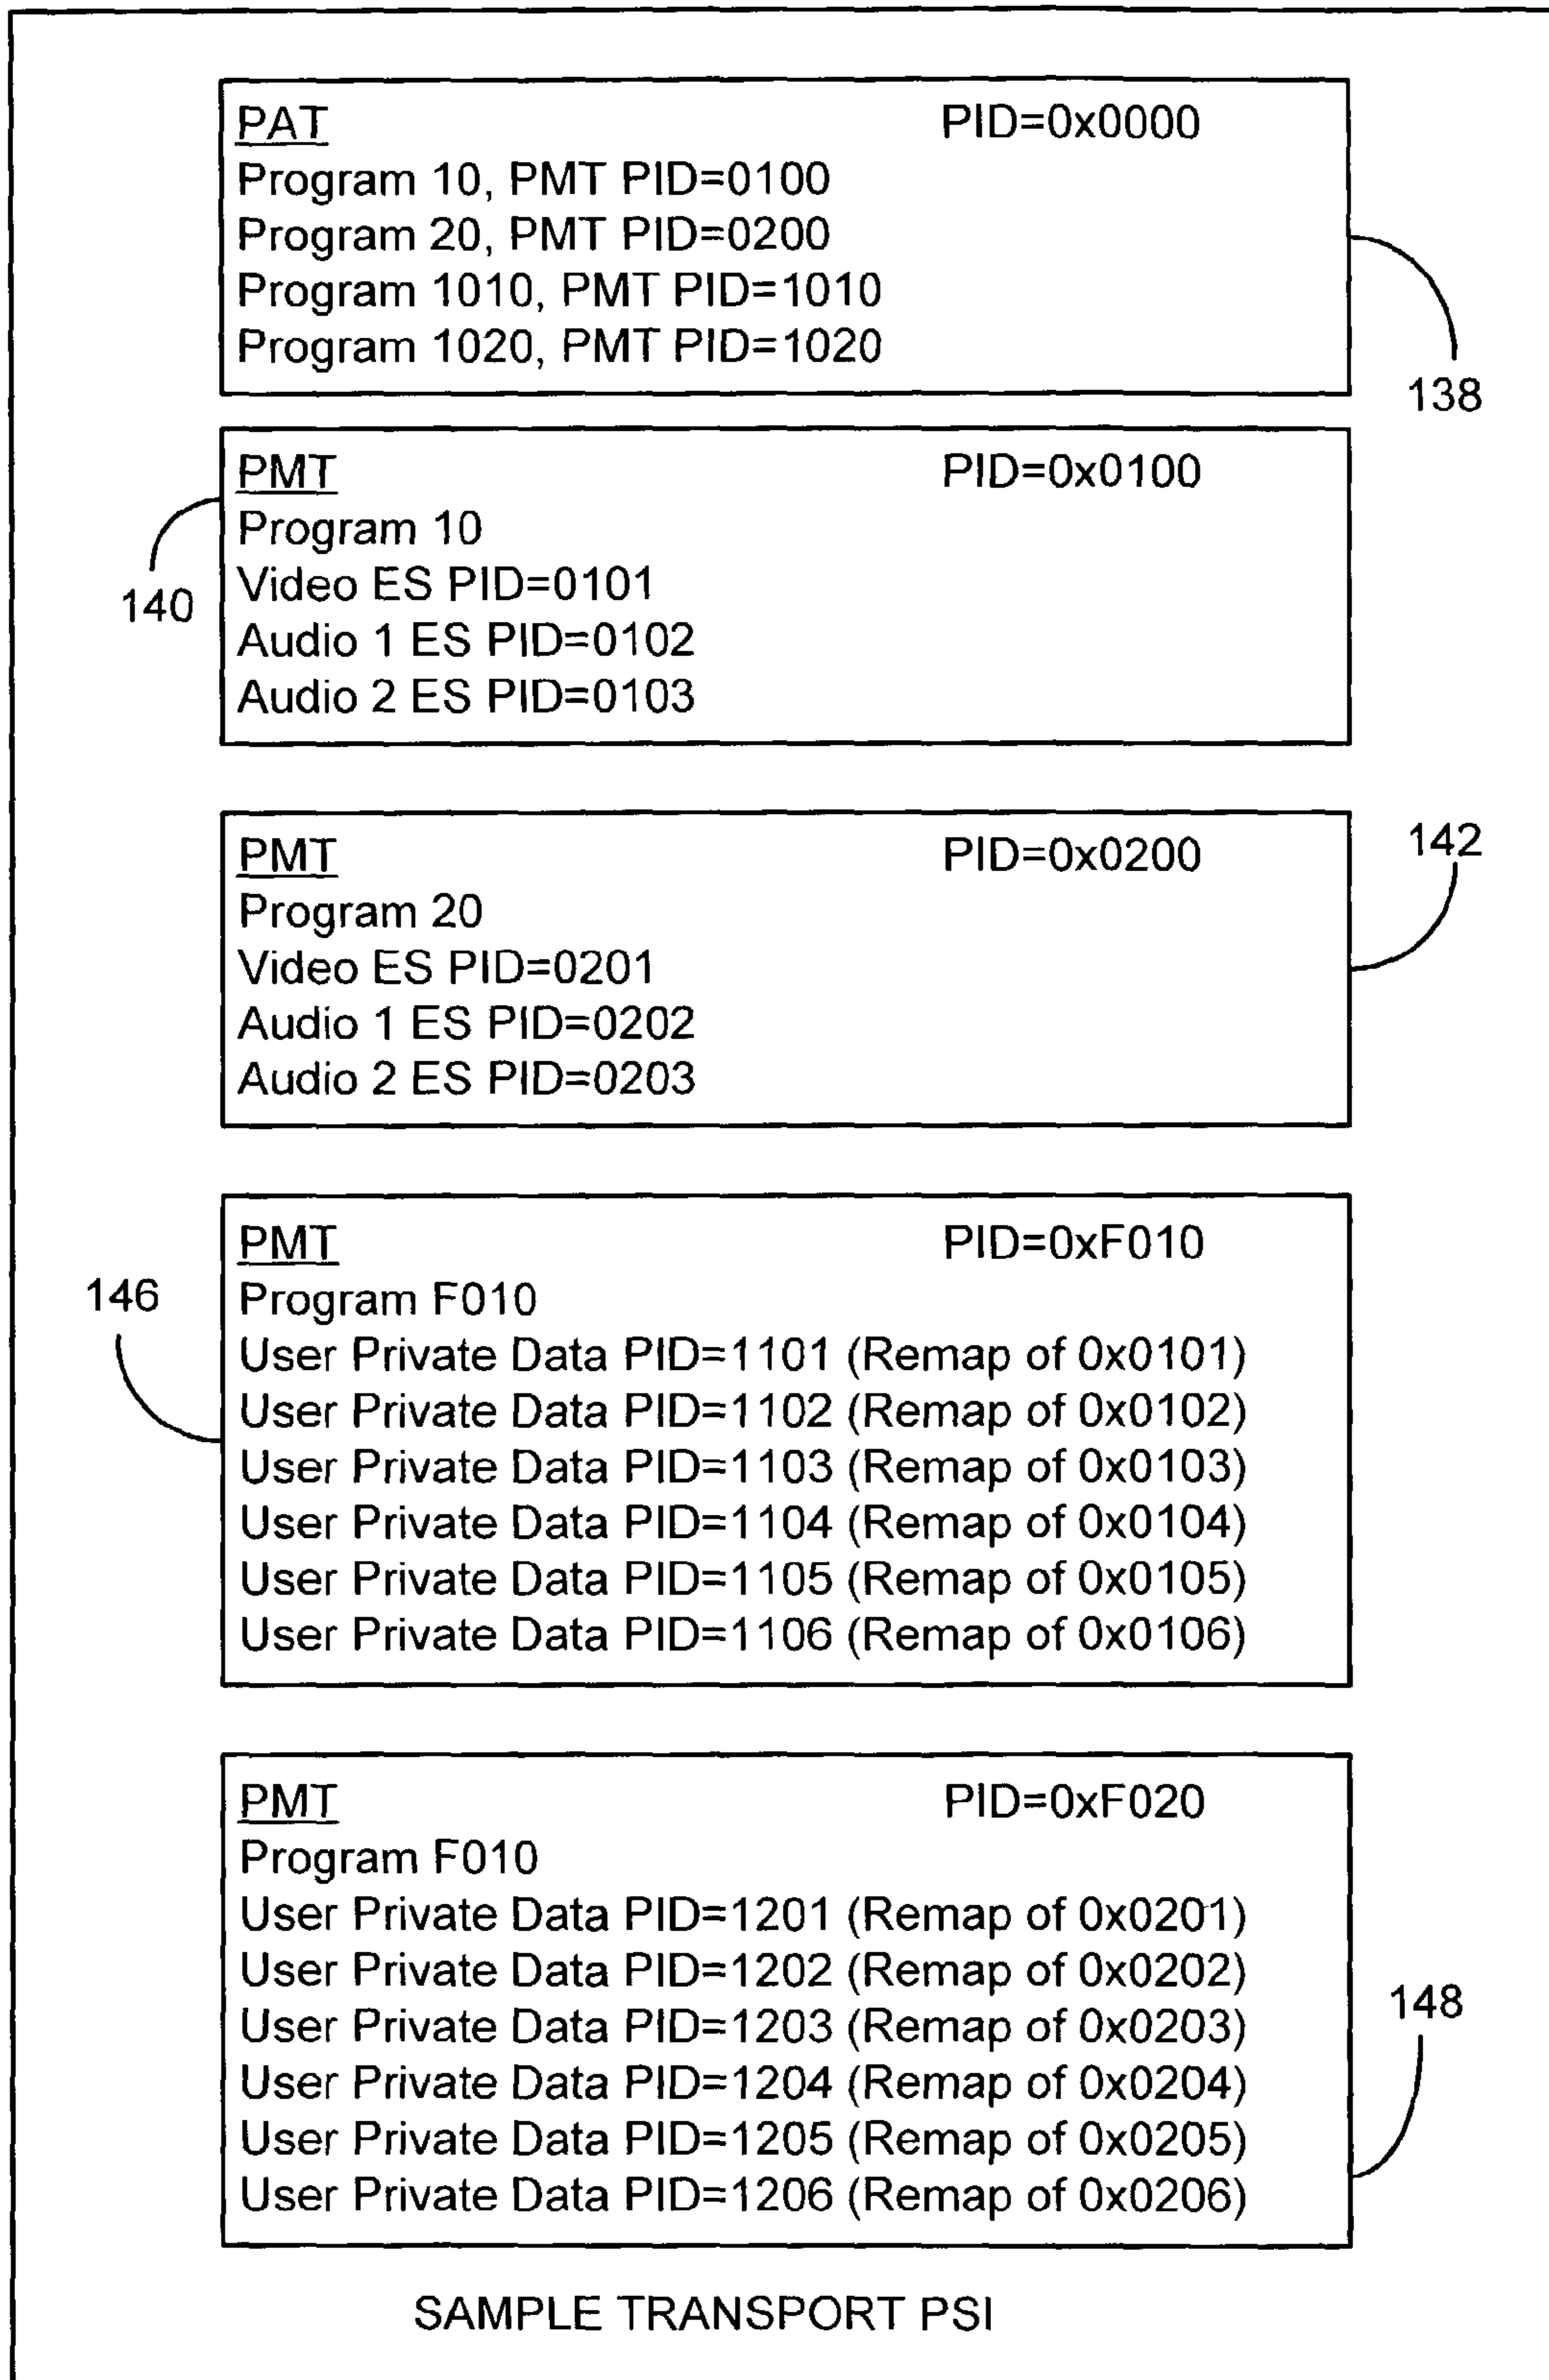 PAT PID=0x0000
Program 10, PMT PID=0100
Program 20, PMT PID=0200
Program 1010, PMT PID=1010
Program 1020, PMT PID=1020
138
PMT PID=0x0100
Program 10
Video ES PID=0101
140
Audio 1 ES PID=0102
Audio 2 ES PID=0103
PMT PID=0x0200
142
Program 20
Video ES PID=0201
Audio 1 ES PID=0202
Audio 2 ES PID=0203
PMT PID=0xF010
146
Program F010
User Private Data PID=1101 (Remap of 0x0101)
User Private Data PID=1102 (Remap of 0x0102)
User Private Data PID=1103 (Remap of 0x0103)
User Private Data PID=1104 (Remap of 0x0104)
User Private Data PID=1105 (Remap of 0x0105)
User Private Data PID=1106 (Remap of 0x0106)
PMT PID=0xF020
Program F010
User Private Data PID=1201 (Remap of 0x0201)
User Private Data PID=1202 (Remap of 0x0202)
User Private Data PID=1203 (Remap of 0x0203)
148
User Private Data PID=1204 (Remap of 0x0204)
User Private Data PID=1205 (Remap of 0x0205)
User Private Data PID=1206 (Remap of 0x0206)
SAMPLE TRANSPORT PSI